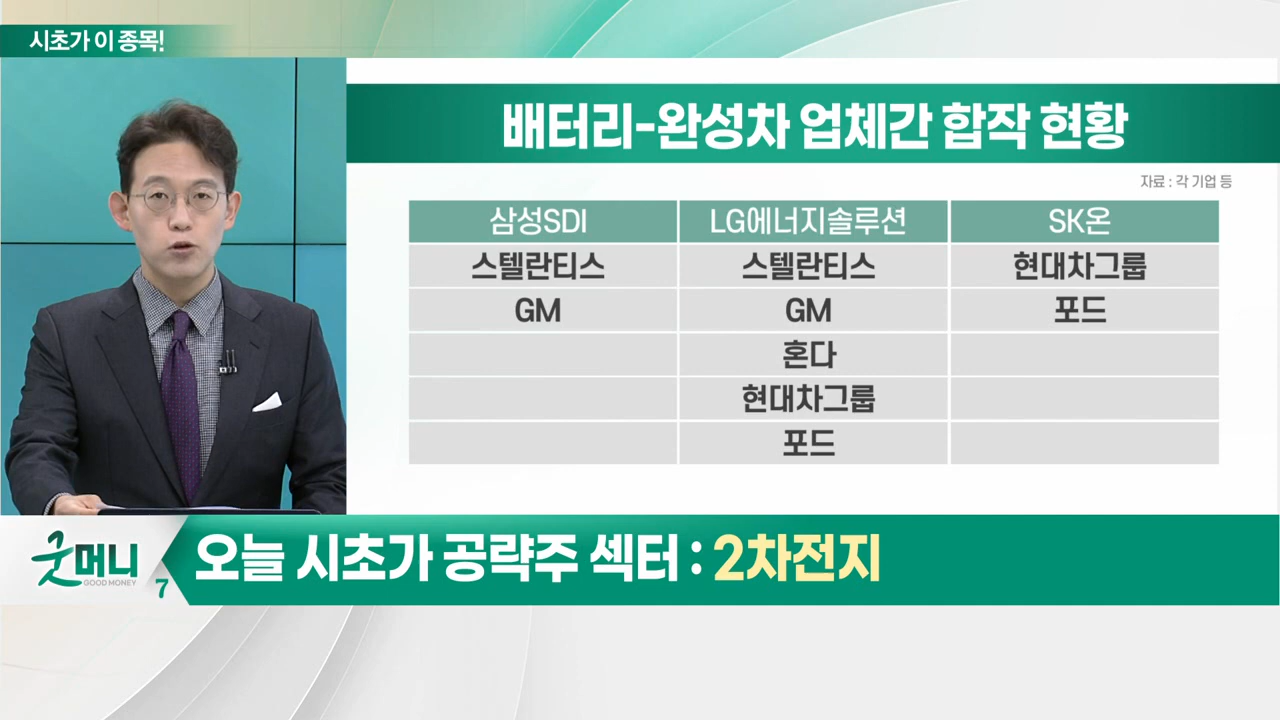 시초가 이 종목!
배터리-완성차 업체간 합작 현황
자료 : 각 기업 등
삼성SDI LG에너지솔루션 SK온
스텔란티스 스텔란티스 현대차그룹
GM GM 포드
혼다
현대차그룹
포드
굿머니
GOOD MONEY
7
오늘 시초가 공략주 섹터 : 2차전지